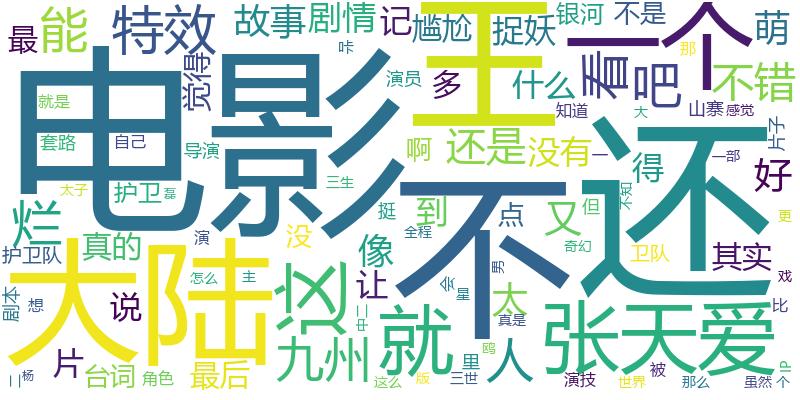 最
能
特效
故事
剧情
记
尴尬
捉妖
银河
不是
一个
那
萌
电影
觉得
咔
演员
多
王
什么
看
吧
不错
就是
套路
自己
导演
护卫
三生
啊
还是
没有
知道
山寨
感觉
大
一
片子
一部
太子
磊
挺
到
不
点
又
但
还
得
不知
好
更
烂
护卫队
真的
演
没
像
全程
奇幻
卫队
其实
大陆
怎么
主
这
让
会
星
男
太
戏
剧本
想
说
中二
就
里
鸥
真是
张天爱
比
片
二
杨
台词
角色
最后
九州
这么
版
三世
人
演技
世界
被
那么
虽然
个
IP